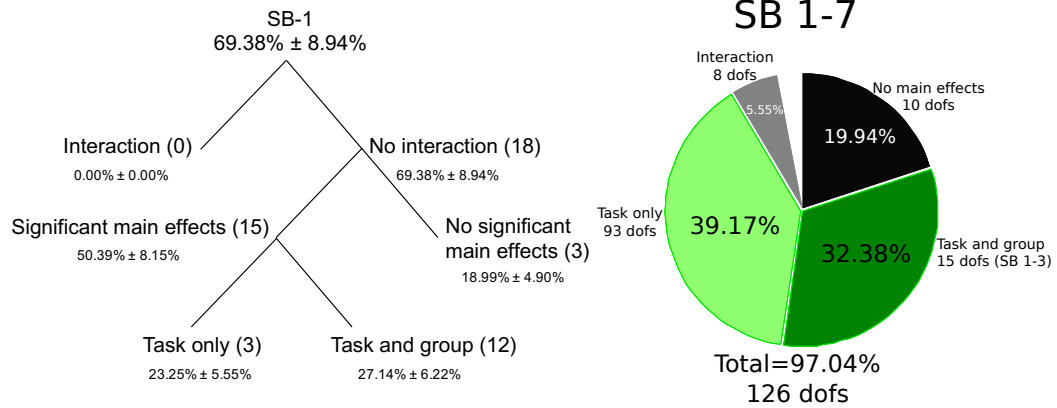 SB-1
69.38% ± 8.94%
Interaction (0)
0.00% ± 0.00%
No interaction (18)
69.38% ± 8.94%
Significant main effects (15)
50.39% ± 8.15%
No significant
main effects (3)
18.99% ± 4.90%
Task only (3)
23.25% ± 5.55%
Task and group (12)
27.14% ± 6.22%
SB 1-7
Interaction
8 dofs
5.55%
No main effects
10 dofs
19.94%
Task only
93 dofs
39.17%
32.38%
Task and group
15 dofs (SB 1-3)
Total=97.04%
126 dofs